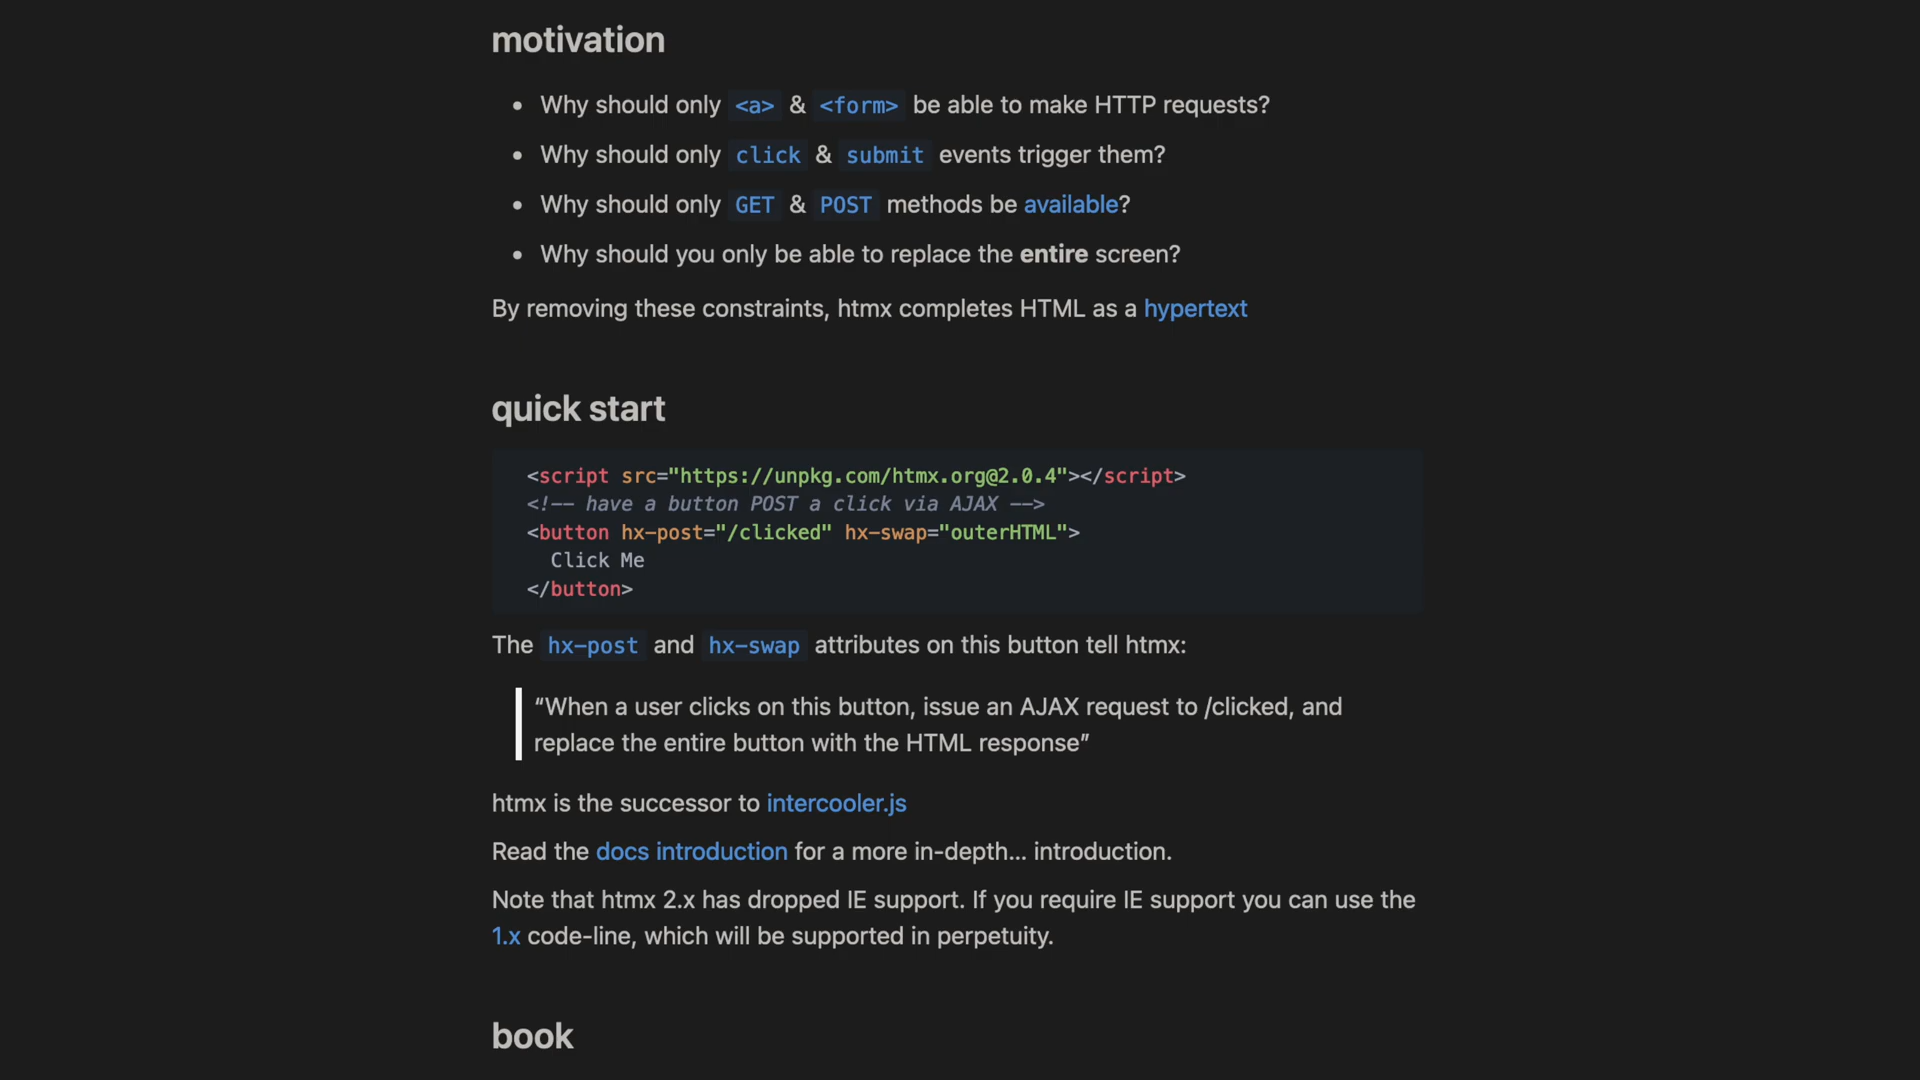 motivation
• Why should only <a> & <form> be able to make HTTP requests?
• Why should only click & submit events trigger them?
• Why should only GET & POST methods be available?
• Why should you only be able to replace the entire screen?
By removing these constraints, htmx completes HTML as a hypertext
quick start
<script src="https://unpkg.com/htmx.org@2.0.4"></script>
<!-- have a button POST a click via AJAX -->
<button hx-post="/clicked" hx-swap="outerHTML">
Click Me
</button>
The hx-post and hx-swap attributes on this button tell htmx:
“When a user clicks on this button, issue an AJAX request to /clicked, and
replace the entire button with the HTML response”
htmx is the successor to intercooler.js
Read the docs introduction for a more in-depth... introduction.
Note that htmx 2.x has dropped IE support. If you require IE support you can use the
1.x code-line, which will be supported in perpetuity.
book